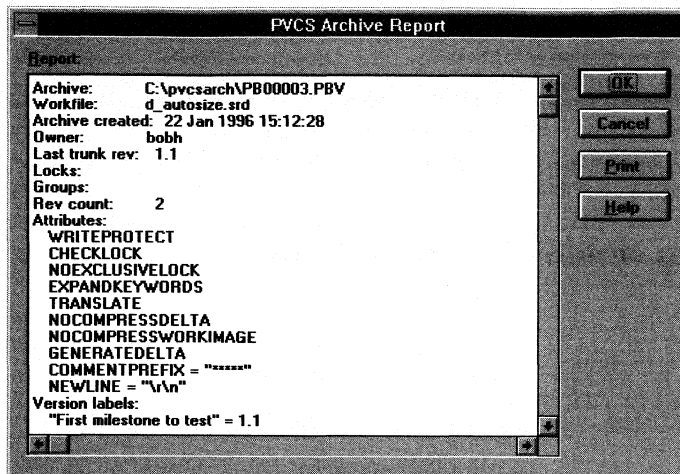 PVCS Archive Report
Report:
Archive: C:\pvcsarch\PB00003.PBV
Workfile: d_autosize.srd
Archive created: 22 Jan 1996 15:12:28
Owner: bobh
Last trunk rev: 1.1
Locks:
Groups:
Rev count: 2
Attributes:
WRITEPROTECT
CHECKLOCK
NOEXCLUSIVELOCK
EXPANDKEYWORDS
TRANSLATE
NOCOMPRESSDELTA
NOCOMPRESSWORKIMAGE
GENERATEDELTA
COMMENTPREFIX = "*****"
NEWLINE = "\r\n"
Version labels:
"First milestone to test" = 1.1
OK
Cancel
Print
Help